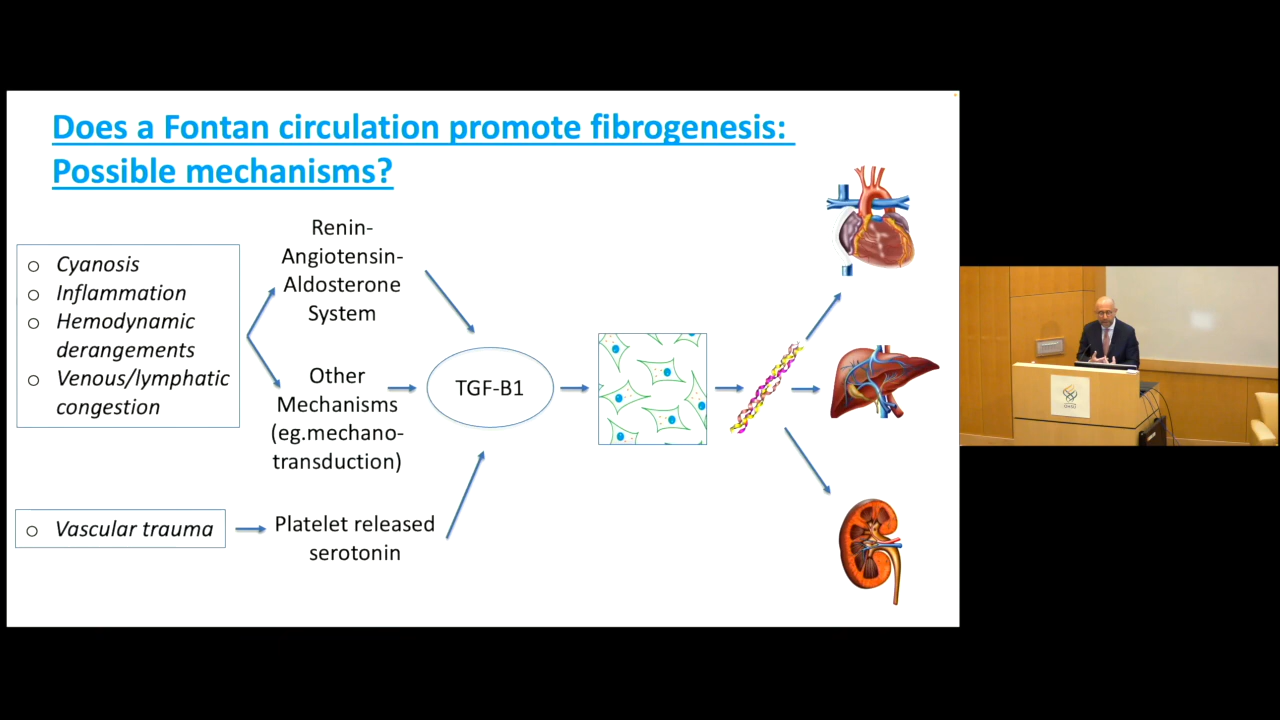 Does a Fontan circulation promote fibrogenesis:
Possible mechanisms?
o Cyanosis
o Inflammation
o Hemodynamic
derangements
o Venous/lymphatic
congestion
Renin-
Angiotensin-
Aldosterone
System
Other
Mechanisms
(eg.mechano-
transduction)
TGF-B1
o Vascular trauma
Platelet released
serotonin